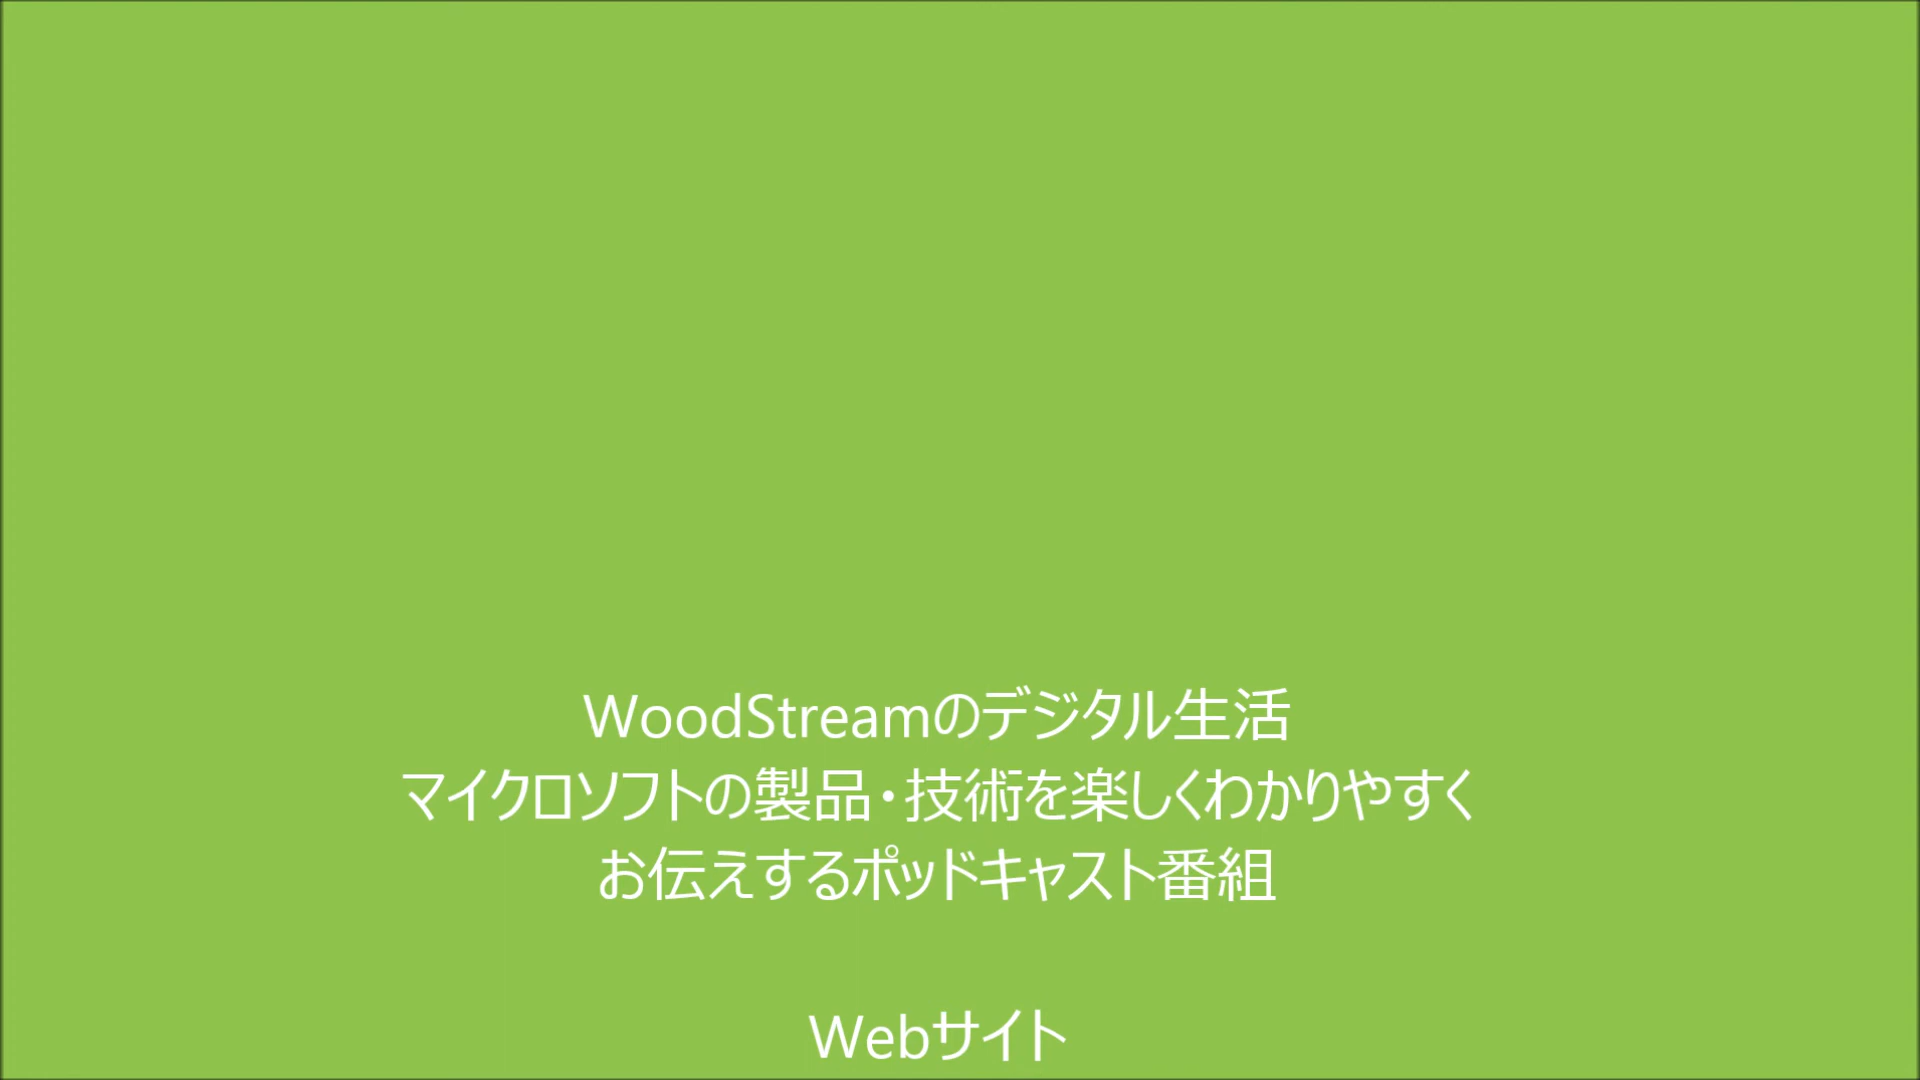 WoodStreamのデジタル生活
マイクロソフトの製品・技術を楽しくわかりやすく
お伝えするポッドキャスト番組
Webサイト